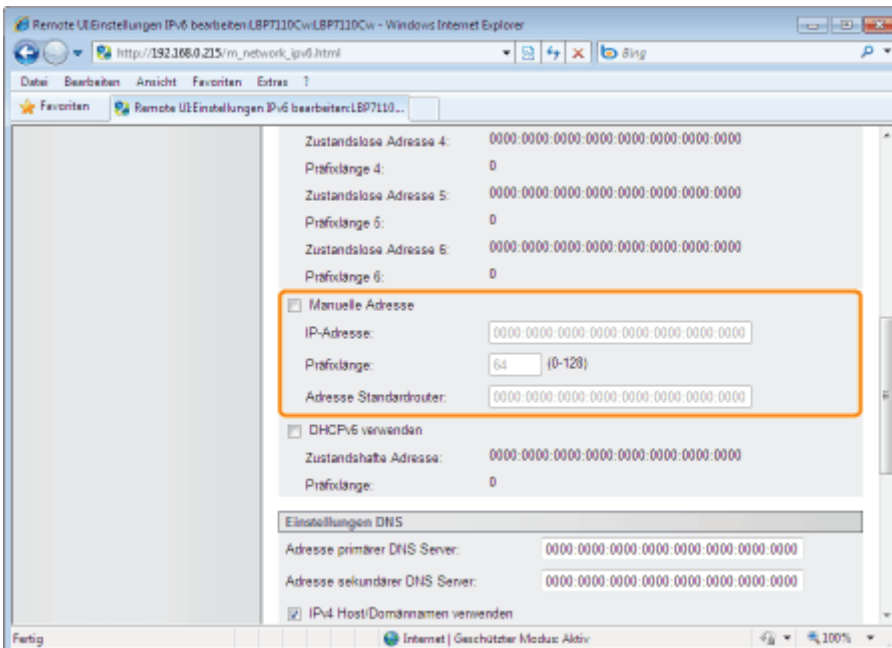 Remote UI:Einstellungen IPv6 bearbeiten:LBP7110Cw:LBP7110Cw - Windows Internet Explorer
http://192.168.0.215/m_network_ipv6.html
Bing
Datei Bearbeiten Ansicht Favoriten Extras ?
Favoriten
Remote UI:Einstellungen IPv6 bearbeiten:LBP7110...
Zustandslose Adresse 4: 0000:0000:0000:0000:0000:0000:0000:0000
Präfixlänge 4: 0
Zustandslose Adresse 5: 0000:0000:0000:0000:0000:0000:0000:0000
Präfixlänge 5: 0
Zustandslose Adresse 6: 0000:0000:0000:0000:0000:0000:0000:0000
Präfixlänge 6: 0
Manuelle Adresse
IP-Adresse: 0000:0000:0000:0000:0000:0000:0000:0000
Präfixlänge: 64 (0-128)
Adresse Standardrouter: 0000:0000:0000:0000:0000:0000:0000:0000
DHCPv6 verwenden
Zustandshafte Adresse: 0000:0000:0000:0000:0000:0000:0000:0000
Präfixlänge: 0
Einstellungen DNS
Adresse primärer DNS Server: 0000:0000:0000:0000:0000:0000:0000:0000
Adresse sekundärer DNS Server: 0000:0000:0000:0000:0000:0000:0000:0000
IPv4 Host/Domännamen verwenden
Fertig
Internet | Geschützter Modus: Aktiv
100%